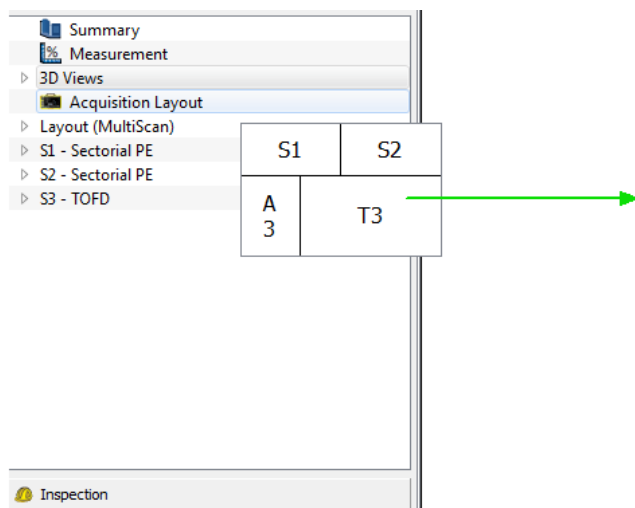 Summary
% Measurement
3D Views
Acquisition Layout
Layout (MultiScan)
S1 - Sectorial PE
S2 - Sectorial PE
S3 - TOFD
S1 S2
A
3
T3
Inspection